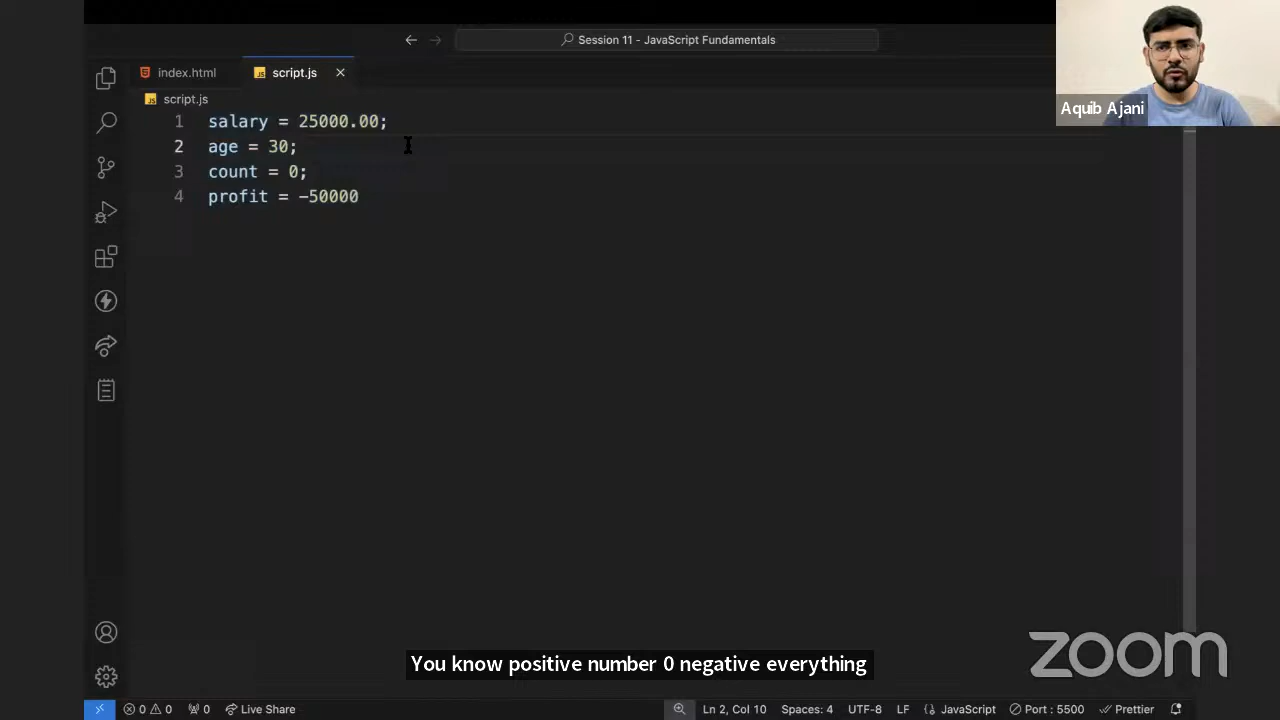 Session 11 - JavaScript Fundamentals
Aquib Ajani
index.html
JS script.js
JS script.js
1 salary = 25000.00;
2 age = 30;
3 count = 0;
4 profit = -50000
You know positive number 0 negative everything
zoom
0 0 0 Live Share Ln 2, Col 10 Spaces: 4 UTF-8 LF {} JavaScript Port : 5500 Prettier